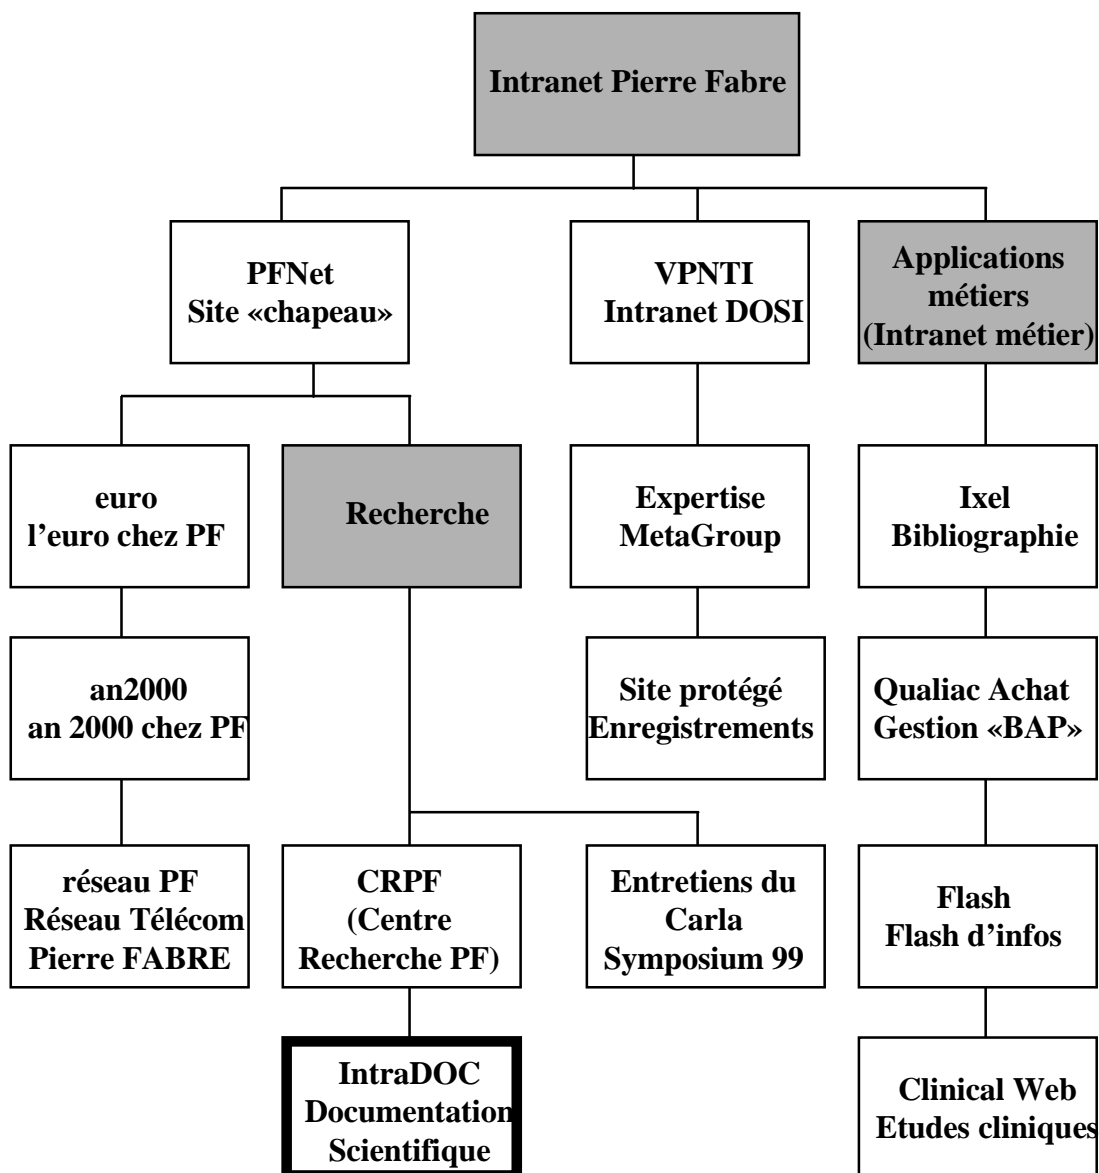 Intranet Pierre Fabre
PFNet
Site «chapeau»
VPNTI
Intranet DOSI
Applications
métiers
(Intranet métier)
euro
l’euro chez PF
Recherche
Expertise
MetaGroup
Ixel
Bibliographie
an2000
an 2000 chez PF
Site protégé
Enregistrements
Qualiac Achat
Gestion «BAP»
réseau PF
Réseau Télécom
Pierre FABRE
CRPF
(Centre
Recherche PF)
Entretiens du
Carla
Symposium 99
Flash
Flash d’infos
IntraDOC
Documentation
Scientifique
Clinical Web
Etudes cliniques